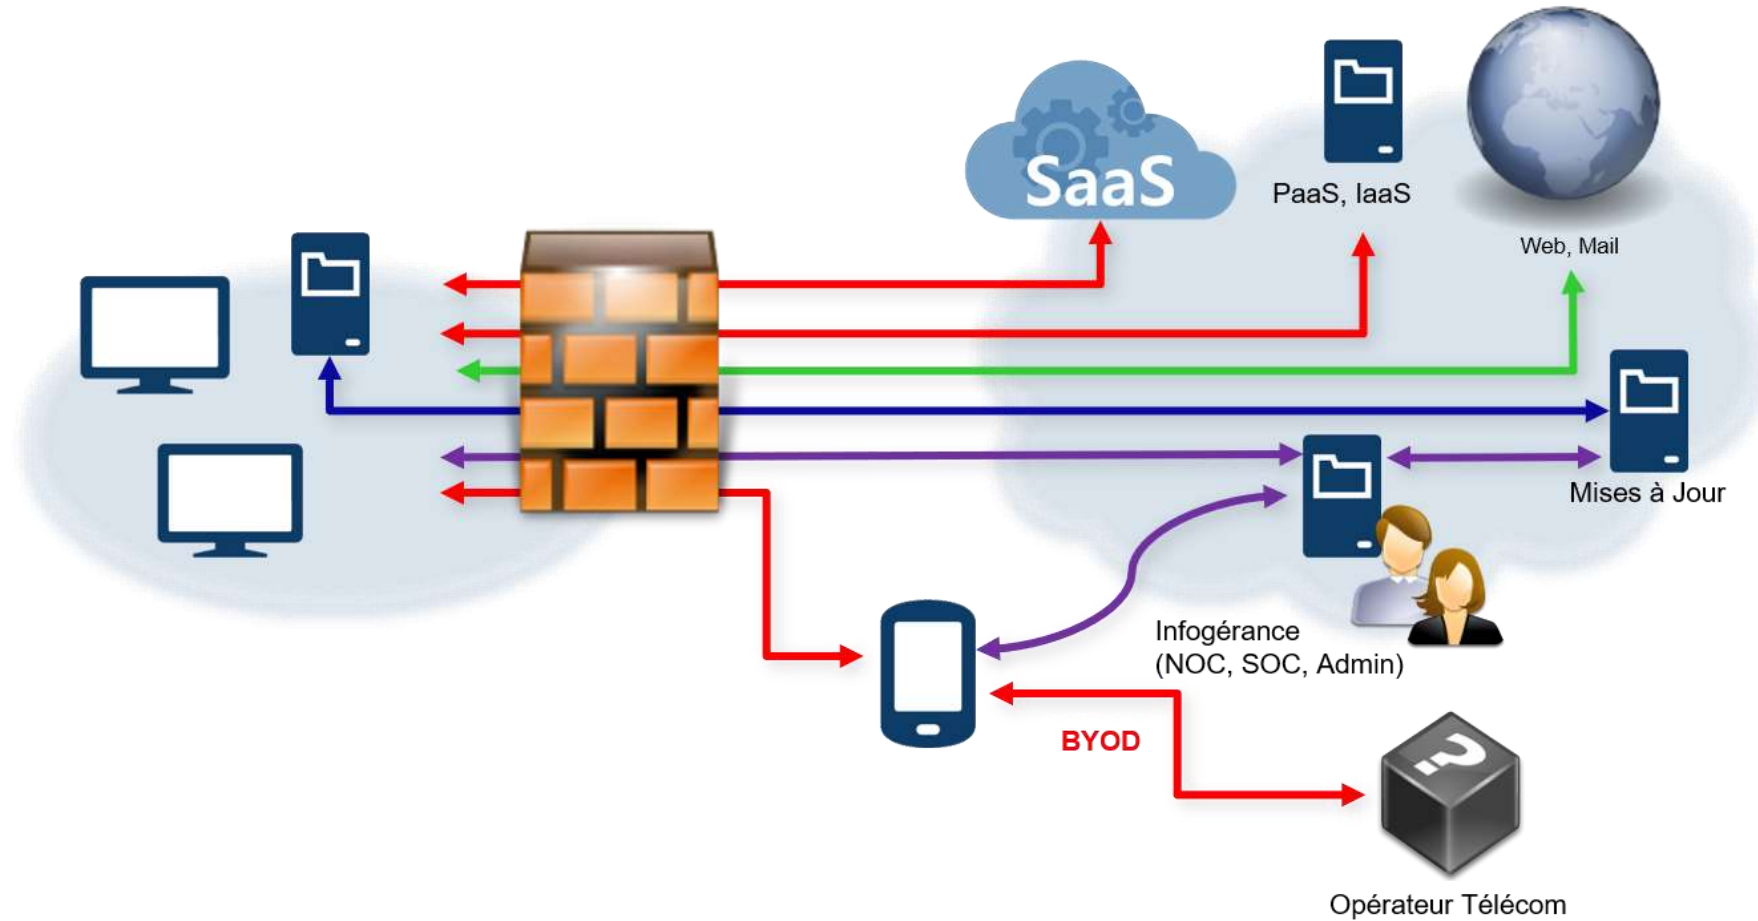 SaaS
PaaS, IaaS
Web, Mail
Mises à Jour
Infogérance
(NOC, SOC, Admin)
BYOD
?
Opérateur Télécom